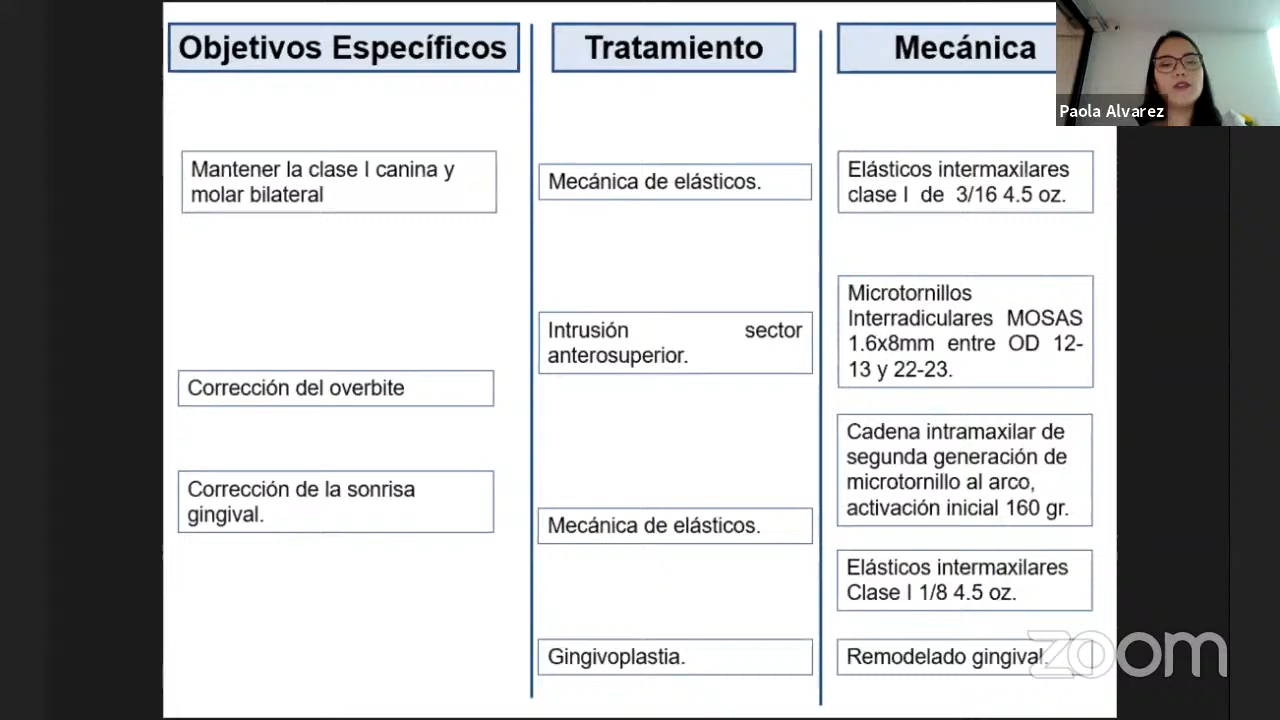 Objetivos Específicos
Tratamiento
Mecánica
Paola Alvarez
Mantener la clase I canina y
molar bilateral
Mecánica de elásticos.
Elásticos intermaxilares
clase I de 3/16 4.5 oz.
Intrusión sector
anterosuperior.
Microtornillos
Interradiculares MOSAS
1.6x8mm entre OD 12-
13 y 22-23.
Corrección del overbite
Cadena intramaxilar de
segunda generación de
microtornillo al arco,
activación inicial 160 gr.
Corrección de la sonrisa
gingival.
Mecánica de elásticos.
Elásticos intermaxilares
Clase I 1/8 4.5 oz.
Gingivoplastia.
Remodelado gingival.
zoom